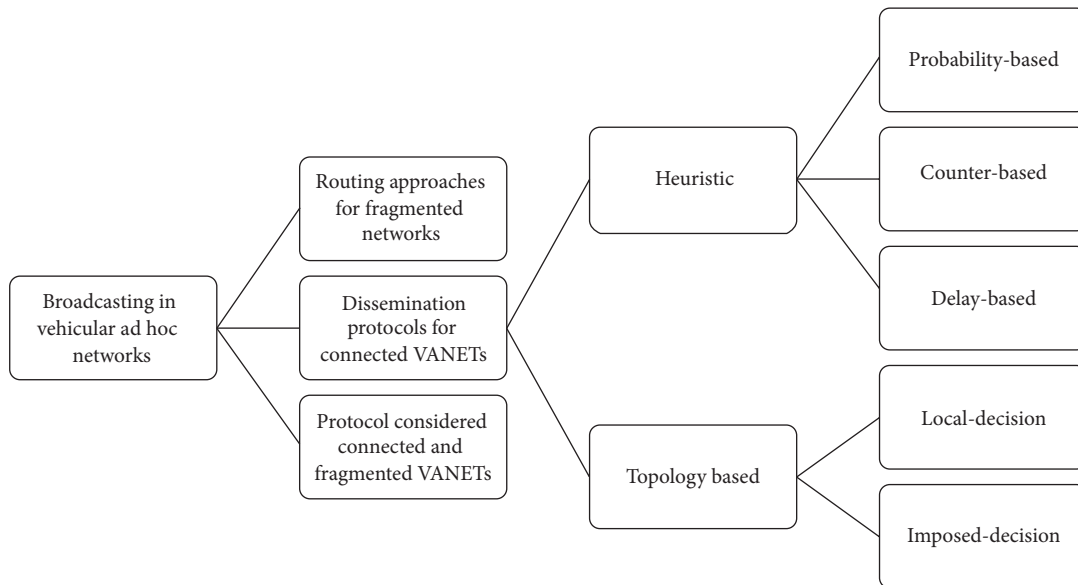 Broadcasting in
vehicular ad hoc
networks
Routing approaches
for fragmented
networks
Dissemination
protocols for
connected VANETs
Protocol considered
connected and
fragmented VANETs
Heuristic
Topology based
Probability-based
Counter-based
Delay-based
Local-decision
Imposed-decision